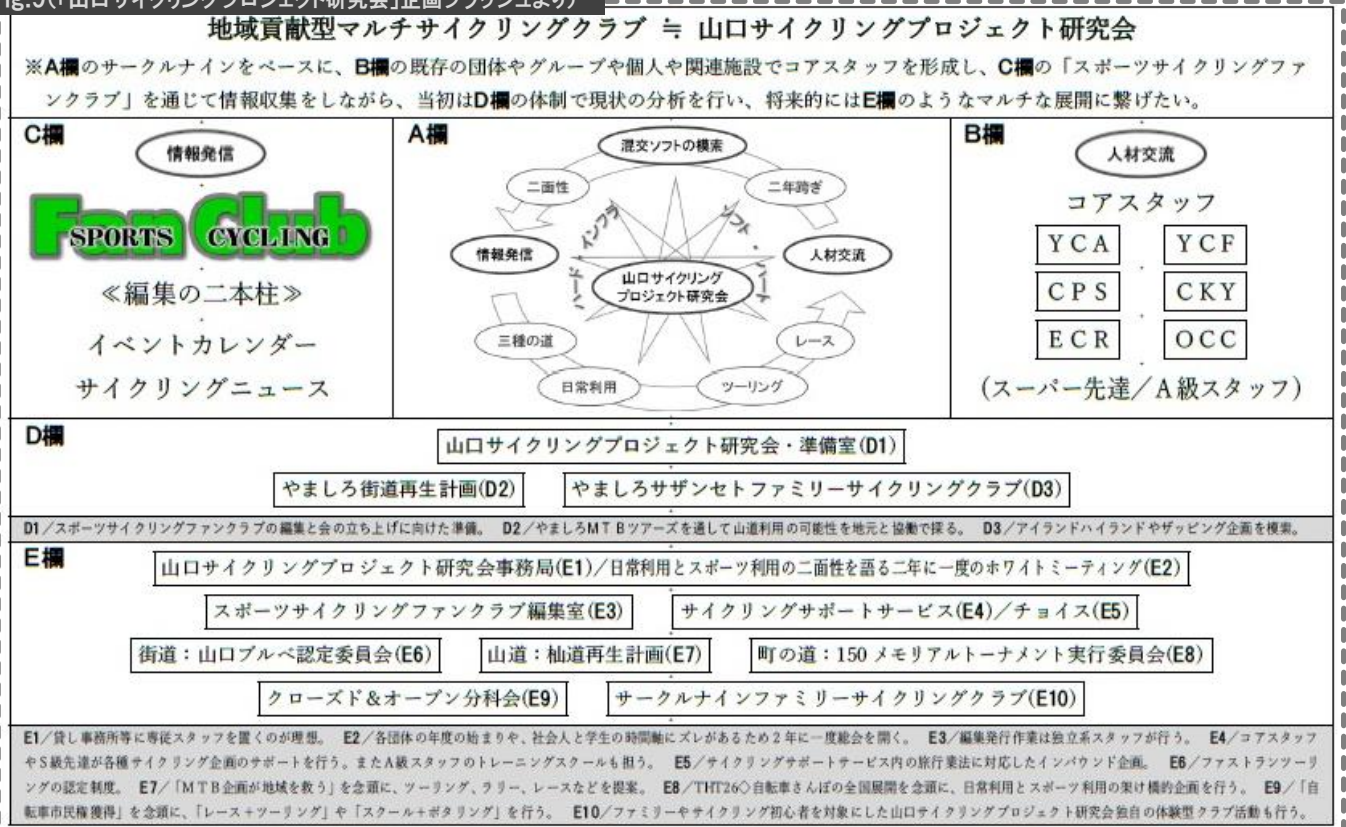 ig.5(「山口サイクリングプロジェクト研究会」企画ブラッシュより)
地域貢献型マルチサイクリングクラブ ≒ 山口サイクリングプロジェクト研究会
※A欄のサークルナインをベースに、B欄の既存の団体やグループや個人や関連施設でコアスタッフを形成し、C欄の「スポーツサイクリングファ
ンクラブ」を通じて情報収集をしながら、当初はD欄の体制で現状の分析を行い、将来的にはE欄のようなマルチな展開に繋げたい。
C欄
情報発信
Fan Club
SPORTS CYCLING
≪編集の二本柱≫
イベントカレンダー
サイクリングニュース
A欄
混交ソフトの模索
二面性
二年跨ぎ
ハード・インフラ
ソフト・ハート
情報発信
人材交流
山口サイクリング
プロジェクト研究会
三種の道
レース
日常利用
ツーリング
B欄
人材交流
コアスタッフ
YCA YCF
CPS CKY
ECR OCC
(スーパー先達/A級スタッフ)
D欄
山口サイクリングプロジェクト研究会・準備室(D1)
やましろ街道再生計画(D2) やましろサザンセトファミリーサイクリングクラブ(D3)
D1/スポーツサイクリングファンクラブの編集と会の立ち上げに向けた準備。 D2/やましろMTBツアーズを通して山道利用の可能性を地元と協働で探る。 D3/アイランドハイランドやザッピング企画を模索。
E欄
山口サイクリングプロジェクト研究会事務局(E1)/日常利用とスポーツ利用の二面性を語る二年に一度のホワイトミーティング(E2)
スポーツサイクリングファンクラブ編集室(E3) サイクリングサポートサービス(E4)/チョイス(E5)
街道：山口ブルべ認定委員会(E6) 山道：杣道再生計画(E7) 町の道：150メモリアルトーナメント実行委員会(E8)
クローズド&オープン分科会(E9) サークルナインファミリーサイクリングクラブ(E10)
E1/貸し事務所等に専従スタッフを置くのが理想。 E2/各団体の年度の始まりや、社会人と学生の時間軸にズレがあるため2年に一度総会を開く。 E3/編集発行作業は独立系スタッフが行う。 E4/コアスタッフ
やS級先達が各種サイクリング企画のサポートを行う。またA級スタッフのトレーニングスクールも担う。 E5/サイクリングサポートサービス内の旅行業法に対応したインバウンド企画。 E6/ファストランツーリ
ングの認定制度。 E7/「MTB企画が地域を救う」を念頭に、ツーリング、ラリー、レースなどを提案。 E8/THT26◇自転車さんぽの全国展開を念頭に、日常利用とスポーツ利用の架け橋的企画を行う。 E9/「自
転車市民権獲得」を念頭に、「レース+ツーリング」や「スクール+ポタリング」を行う。 E10/ファミリーやサイクリング初心者を対象にした山口サイクリングプロジェクト研究会独自の体験型クラブ活動も行う。